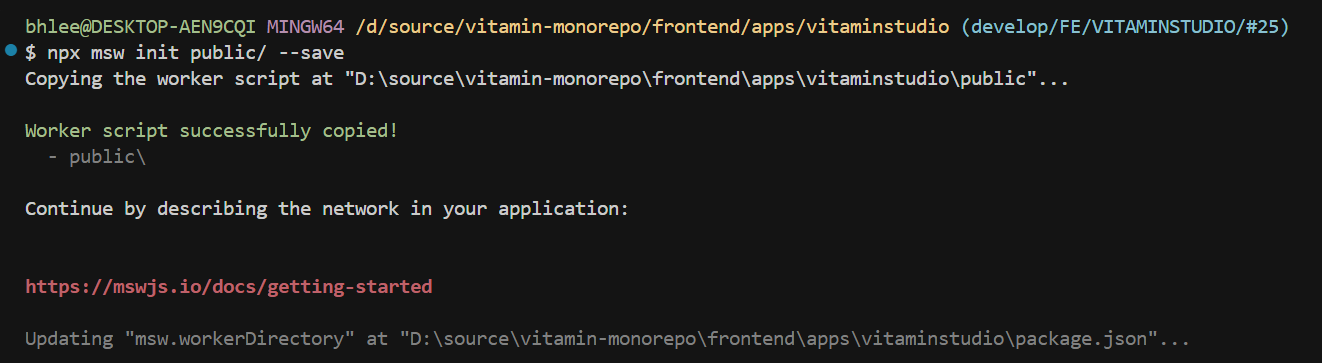 bhlee@DESKTOP-AEN9CQI MINGW64 /d/source/vitamin-monorepo/frontend/apps/vitaminstudio (develop/FE/VITAMINSTUDIO/#25)
$ npx msw init public/ --save
Copying the worker script at "D:\source\vitamin-monorepo\frontend\apps\vitaminstudio\public"...
Worker script successfully copied!
- public\
Continue by describing the network in your application:
https://mswjs.io/docs/getting-started
Updating "msw.workerDirectory" at "D:\source\vitamin-monorepo\frontend\apps\vitaminstudio\package.json"...